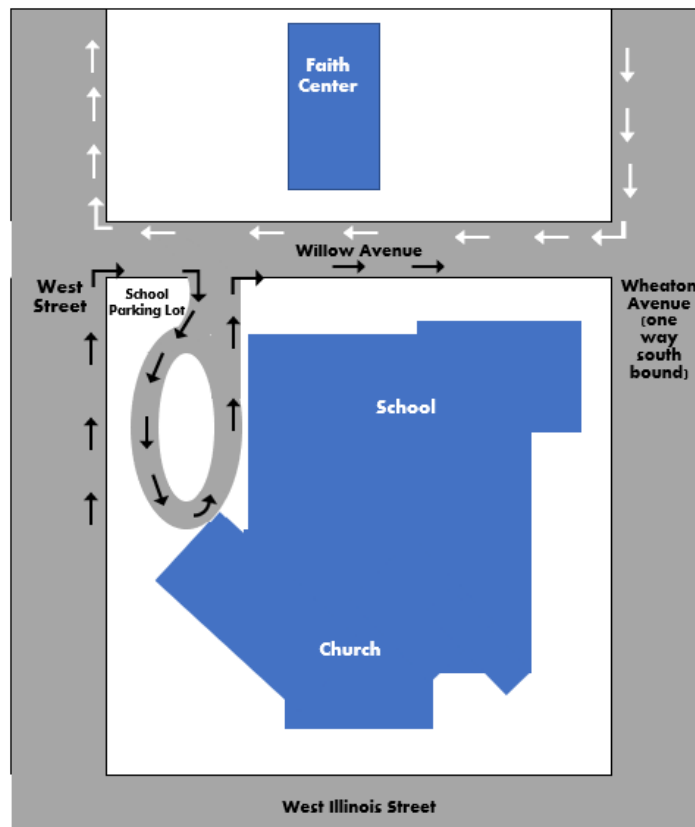 Faith
Center
Willow Avenue
West
Street
School
Parking Lot
Wheaton
Avenue
(one
way
south
bound)
School
Church
West Illinois Street